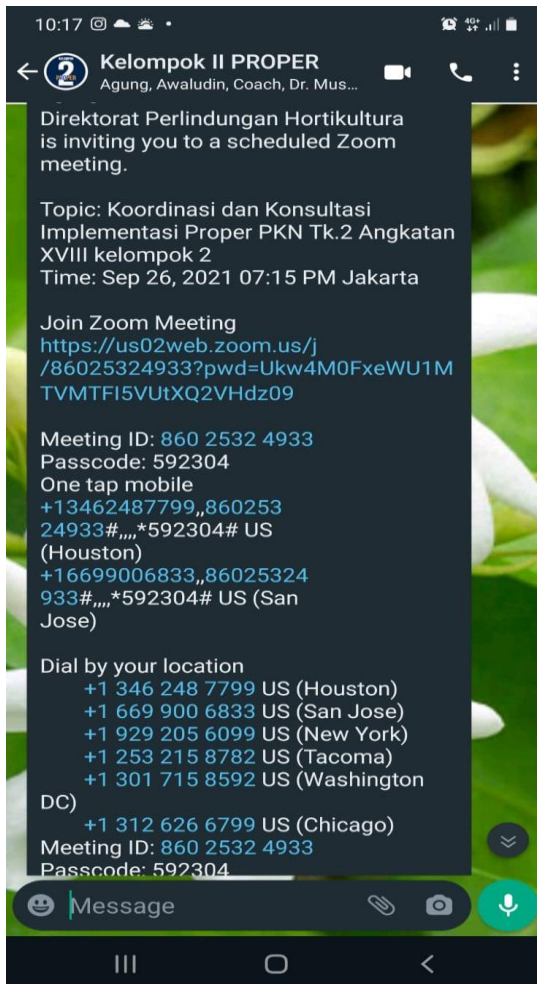 10:17
4G+
Kelompok II PROPER
Agung, Awaludin, Coach, Dr. Mus...
2
PROPER
Direktorat Perlindungan Hortikultura
is inviting you to a scheduled Zoom
meeting.
Topic: Koordinasi dan Konsultasi
Implementasi Proper PKN Tk.2 Angkatan
XVIII kelompok 2
Time: Sep 26, 2021 07:15 PM Jakarta
Join Zoom Meeting
https://us02web.zoom.us/j
/86025324933?pwd=Ukw4M0FxeWU1M
TVMTFI5VUtXQ2VHdz09
Meeting ID: 860 2532 4933
Passcode: 592304
One tap mobile
+13462487799,,860253
24933#,,,,*592304# US
(Houston)
+16699006833,,86025324
933#,,,,*592304# US (San
Jose)
Dial by your location
+1 346 248 7799 US (Houston)
+1 669 900 6833 US (San Jose)
+1 929 205 6099 US (New York)
+1 253 215 8782 US (Tacoma)
+1 301 715 8592 US (Washington
DC)
+1 312 626 6799 US (Chicago)
Meeting ID: 860 2532 4933
Passcode: 592304
Message